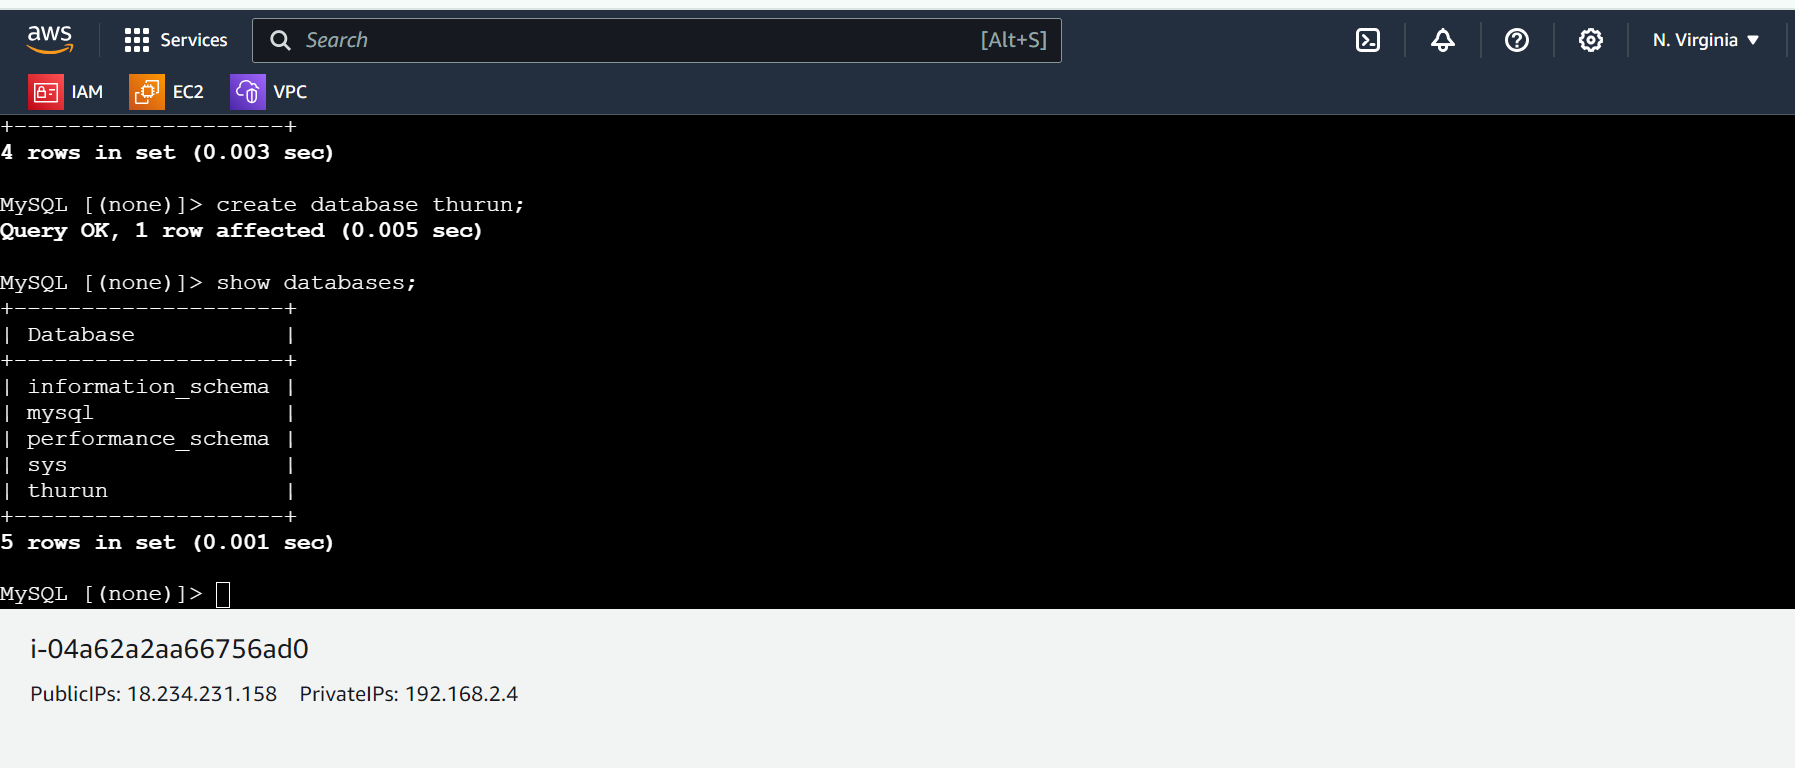 aws
Services
Search [Alt+S]
N. Virginia ▼
IAM
EC2
VPC
+--------------------+
4 rows in set (0.003 sec)
MySQL [(none)]> create database thurun;
Query OK, 1 row affected (0.005 sec)
MySQL [(none)]> show databases;
+--------------------+
| Database           |
+--------------------+
| information_schema |
| mysql              |
| performance_schema |
| sys                |
| thurun             |
+--------------------+
5 rows in set (0.001 sec)
MySQL [(none)]>
i-04a62a2aa66756ad0
PublicIPs: 18.234.231.158 PrivateIPs: 192.168.2.4